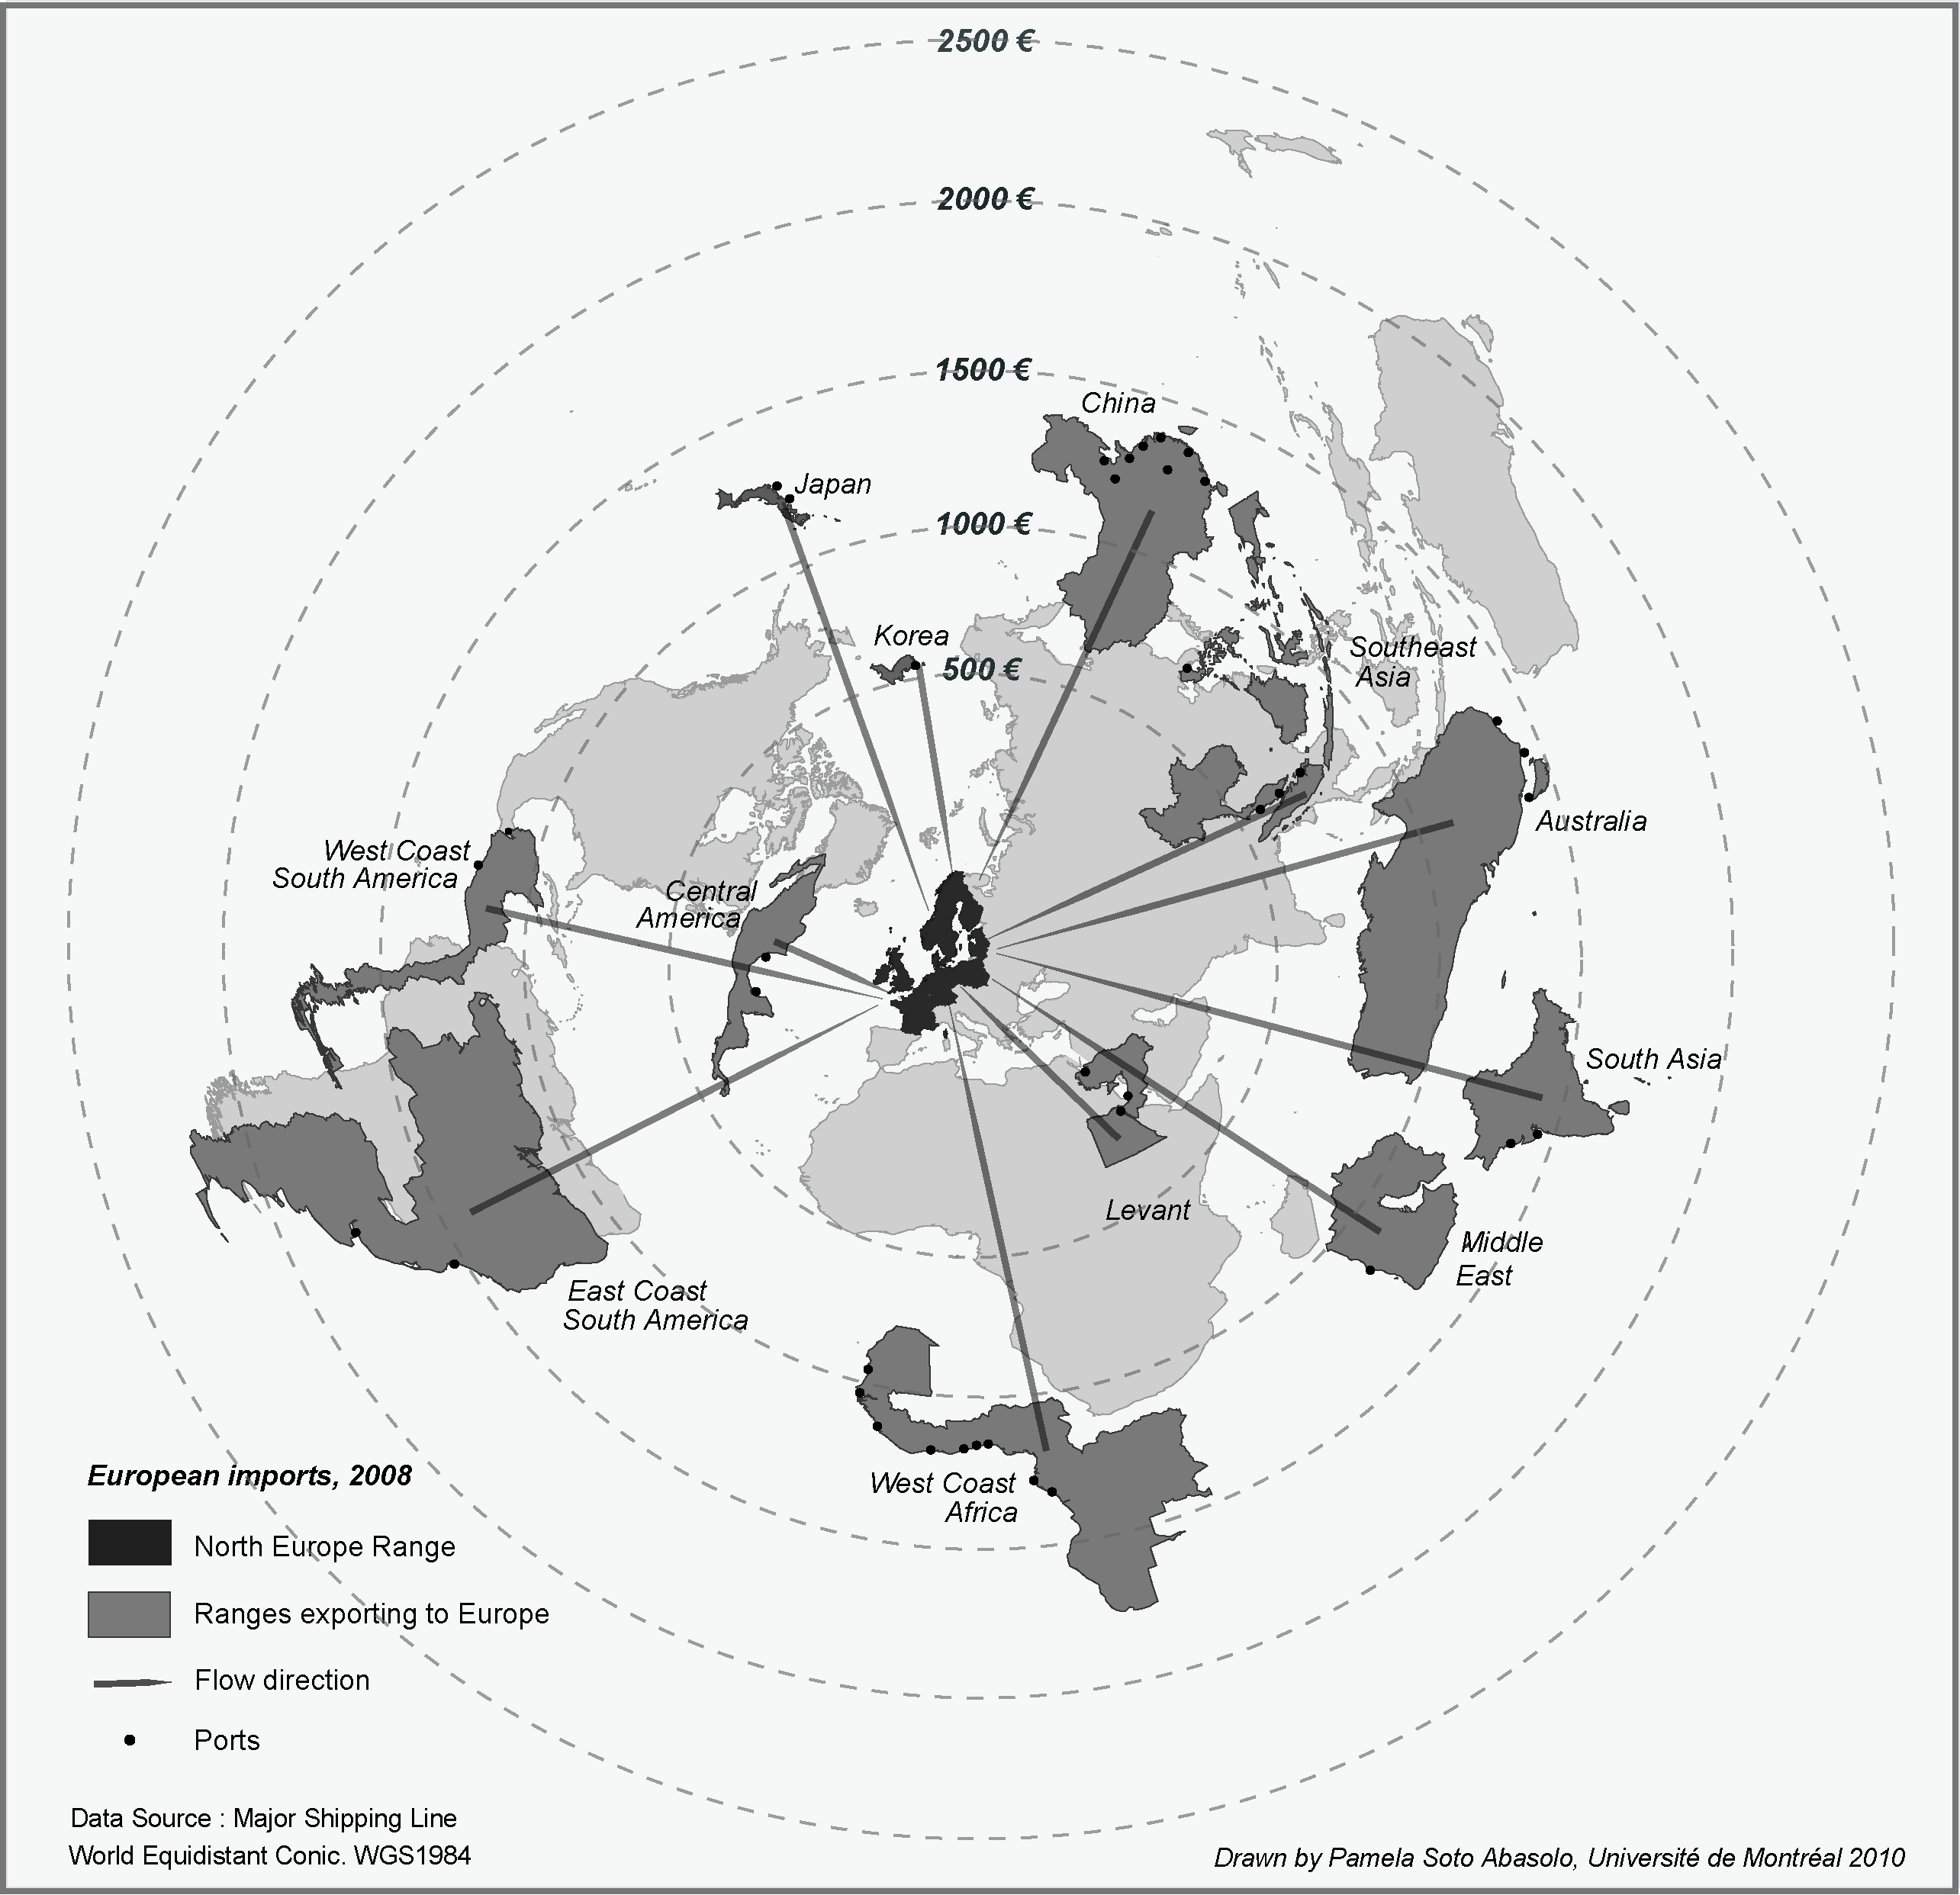 2500 €
2000 €
1500 €
China
Japan
1000 €
Korea
500 €
Southeast
Asia
Australia
West Coast
South America
Central
America
South Asia
Levant
Middle
East
East Coast
South America
West Coast
Africa
European imports, 2008
North Europe Range
Ranges exporting to Europe
Flow direction
Ports
Data Source : Major Shipping Line
World Equidistant Conic. WGS1984
Drawn by Pamela Soto Abasolo, Université de Montréal 2010